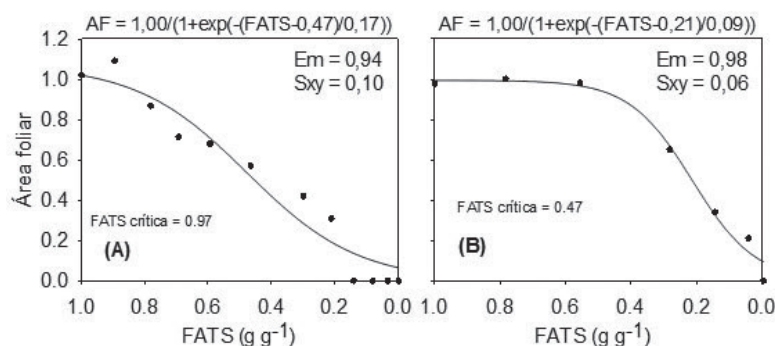 AF = 1,00/(1+exp(-(FATS-0,47)/0,17))
Em = 0,94
Sxy = 0,10
FATS crítica = 0.97
(A)
Área foliar
1.2
1.0
0.8
0.6
0.4
0.2
0.0
1.0 0.8 0.6 0.4 0.2 0.0
FATS (g g-1)
AF = 1,00/(1+exp(-(FATS-0,21)/0,09))
Em = 0,98
Sxy = 0,06
FATS crítica = 0.47
(B)
1.0 0.8 0.6 0.4 0.2 0.0
FATS (g g-1)